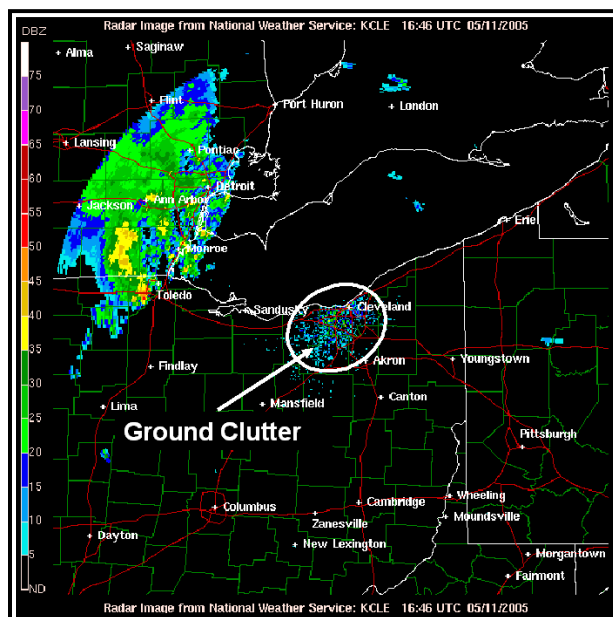 DBZ
Radar Image from National Weather Service: KCLE 16:46 UTC 05/11/2005
Alma
Saginaw
75
70
65
60
55
50
45
40
35
30
25
20
15
10
5
ND
Flint
Port Huron
London
Lansing
Pontiac
Detroit
Jackson
Ann Arbor
Erie
Monroe
Toledo
Sandusky
Cleveland
Findlay
Akron
Youngstown
Lima
Mansfield
Canton
Ground Clutter
Pittsburgh
Columbus
Cambridge
Wheeling
Zanesville
Moundsville
Dayton
New Lexington
Morgantown
Fairmont
Radar Image from National Weather Service: KCLE 16:46 UTC 05/11/2005